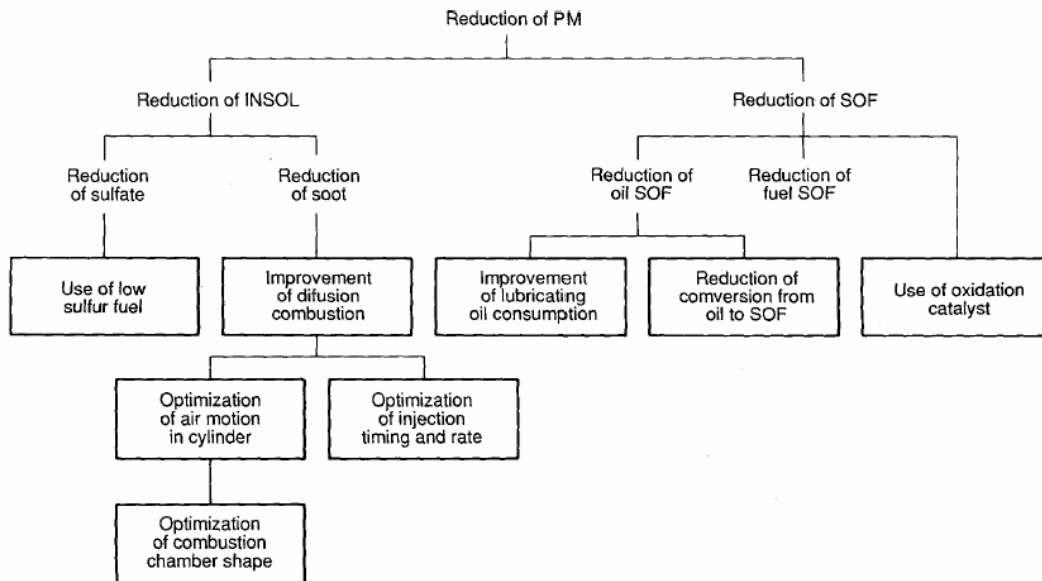 Reduction of PM
Reduction of INSOL
Reduction of SOF
Reduction
of sulfate
Reduction
of soot
Reduction of
oil SOF
Reduction of
fuel SOF
Use of low
sulfur fuel
Improvement
of difusion
combustion
Improvement
of lubricating
oil consumption
Reduction of
comversion from
oil to SOF
Use of oxidation
catalyst
Optimization
of air motion
in cylinder
Optimization
of injection
timing and rate
Optimization
of combustion
chamber shape